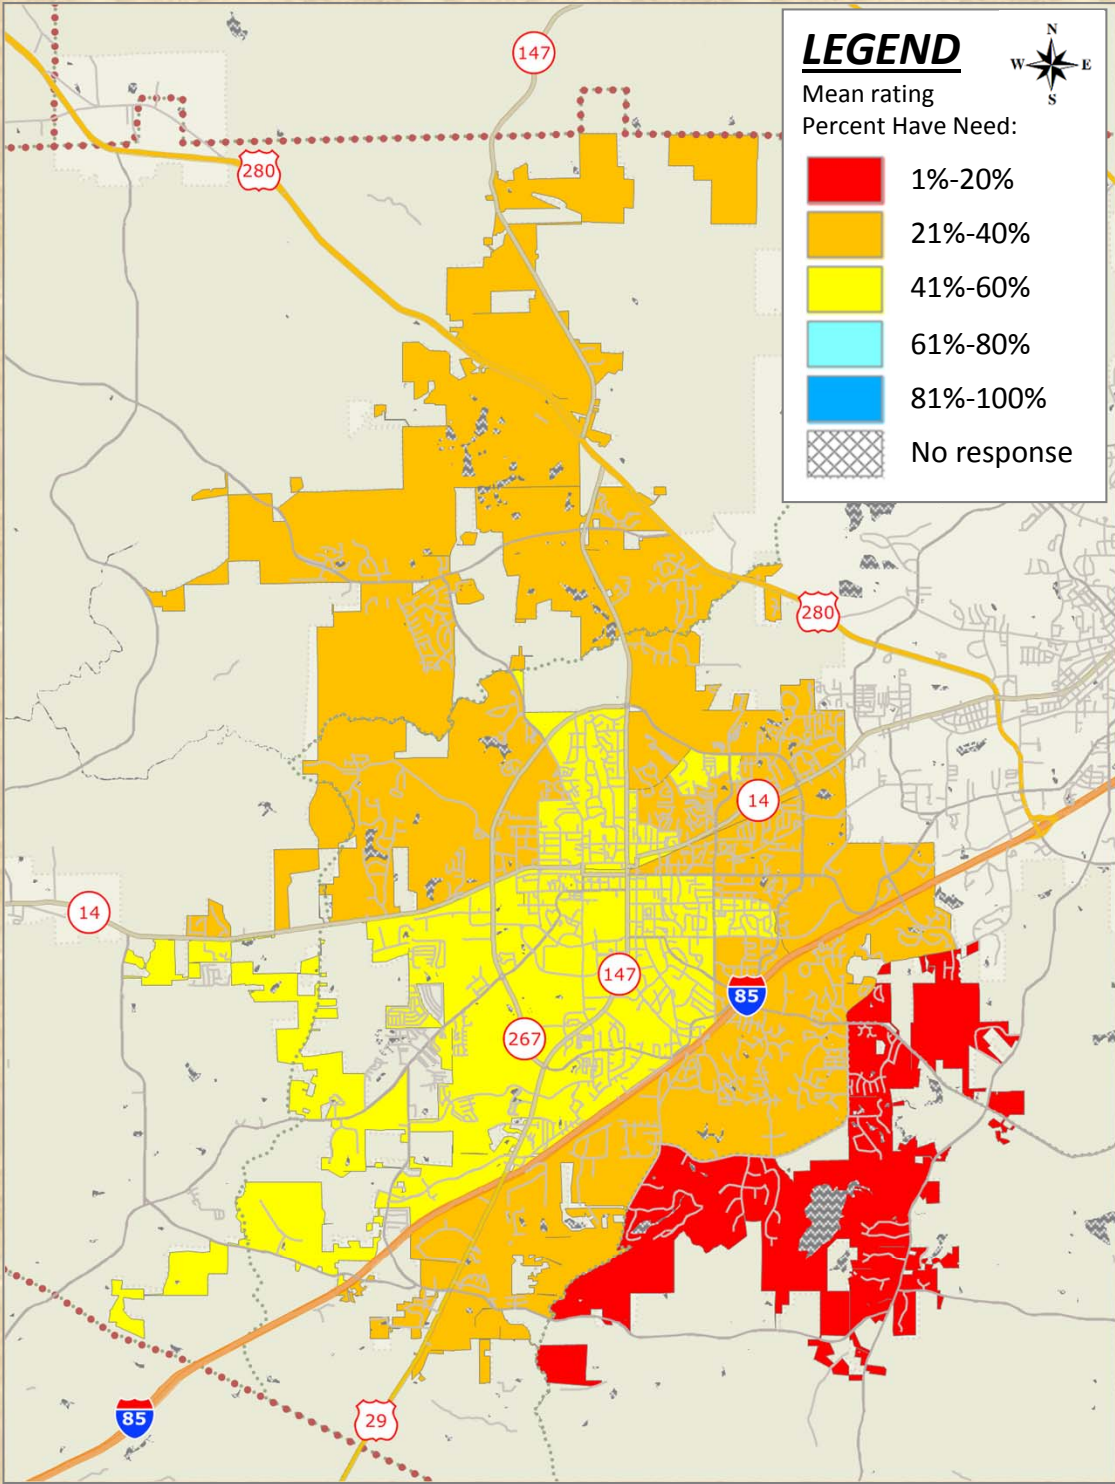 LEGEND
N
W E
S
Mean rating
Percent Have Need:
1%-20%
21%-40%
41%-60%
61%-80%
81%-100%
No response
147
280
280
14
14
147
85
267
85
29